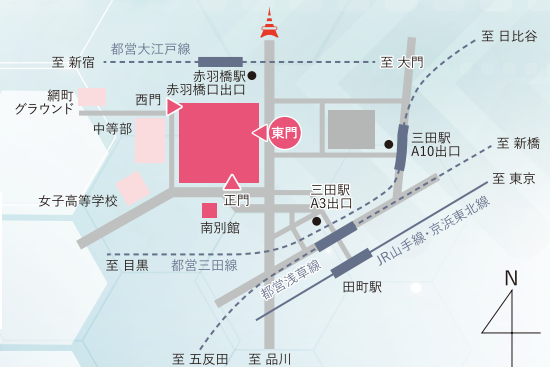 至 日比谷
都営大江戸線
至 新宿
至 大門
赤羽橋駅
赤羽橋口出口
網町
グラウンド
西門
中等部
東門
三田駅
A10出口
至 新橋
至 東京
女子高等学校
正門
三田駅
A3出口
南別館
JR山手線・京浜東北線
至 目黒
都営三田線
都営浅草線
田町駅
N
至 五反田
至 品川